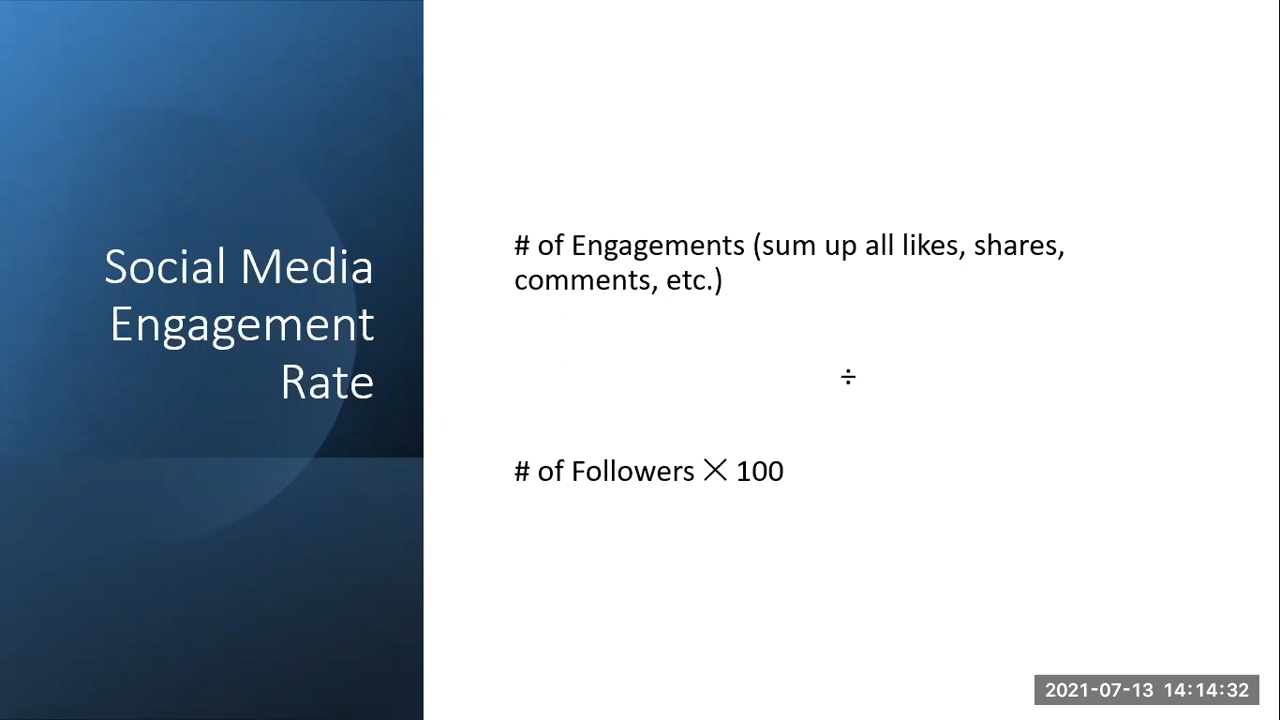 Social Media
Engagement
Rate
# of Engagements (sum up all likes, shares,
comments, etc.)
÷
# of Followers × 100
2021-07-13 14:14:32